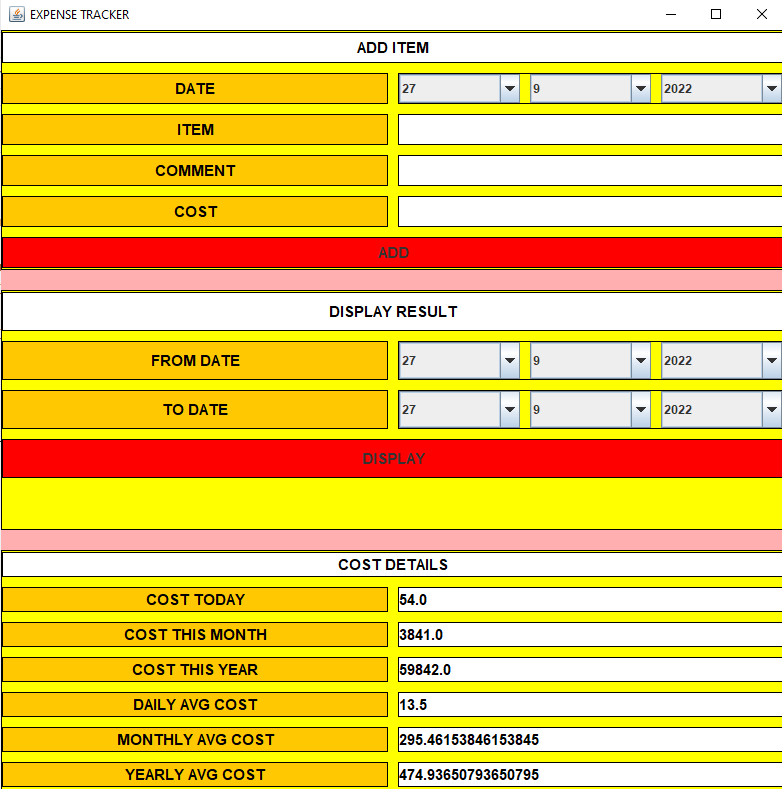 EXPENSE TRACKER
ADD ITEM
DATE 27 9 2022
ITEM
COMMENT
COST
ADD
DISPLAY RESULT
FROM DATE 27 9 2022
TO DATE 27 9 2022
DISPLAY
COST DETAILS
COST TODAY 54.0
COST THIS MONTH 3841.0
COST THIS YEAR 59842.0
DAILY AVG COST 13.5
MONTHLY AVG COST 295.46153846153845
YEARLY AVG COST 474.93650793650795